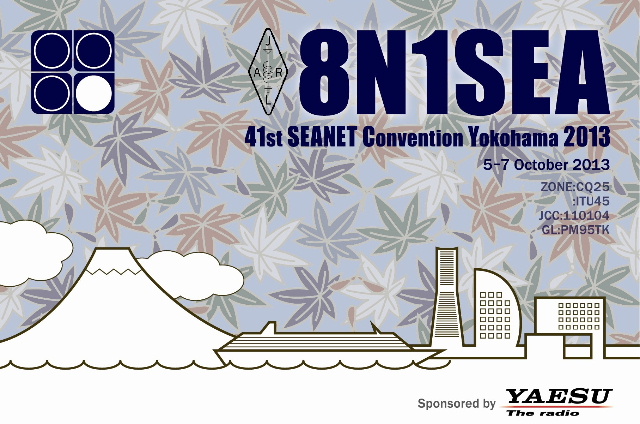 J
A R
L
8N1SEA
41st SEANET Convention Yokohama 2013
5-7 October 2013
ZONE:CQ25
:ITU45
JCC:110104
GL:PM95TK
Sponsored by YAESU
The radio